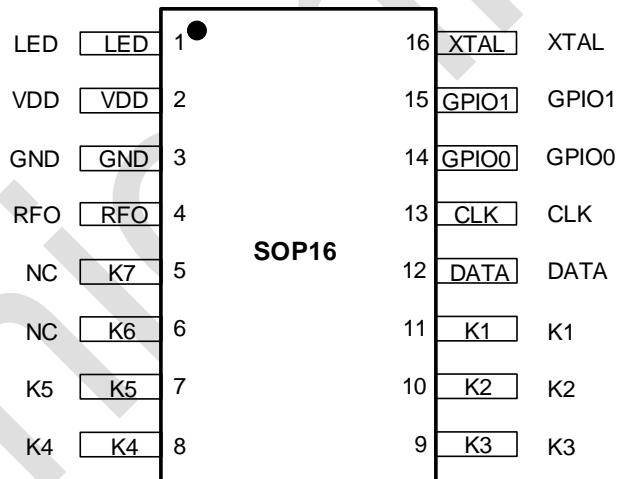 LED LED 1 16 XTAL XTAL
VDD VDD 2 15 GPIO1 GPIO1
GND GND 3 14 GPIO0 GPIO0
RFO RFO 4 13 CLK CLK
SOP16
NC K7 5 12 DATA DATA
NC K6 6 11 K1 K1
K5 K5 7 10 K2 K2
K4 K4 8 9 K3 K3